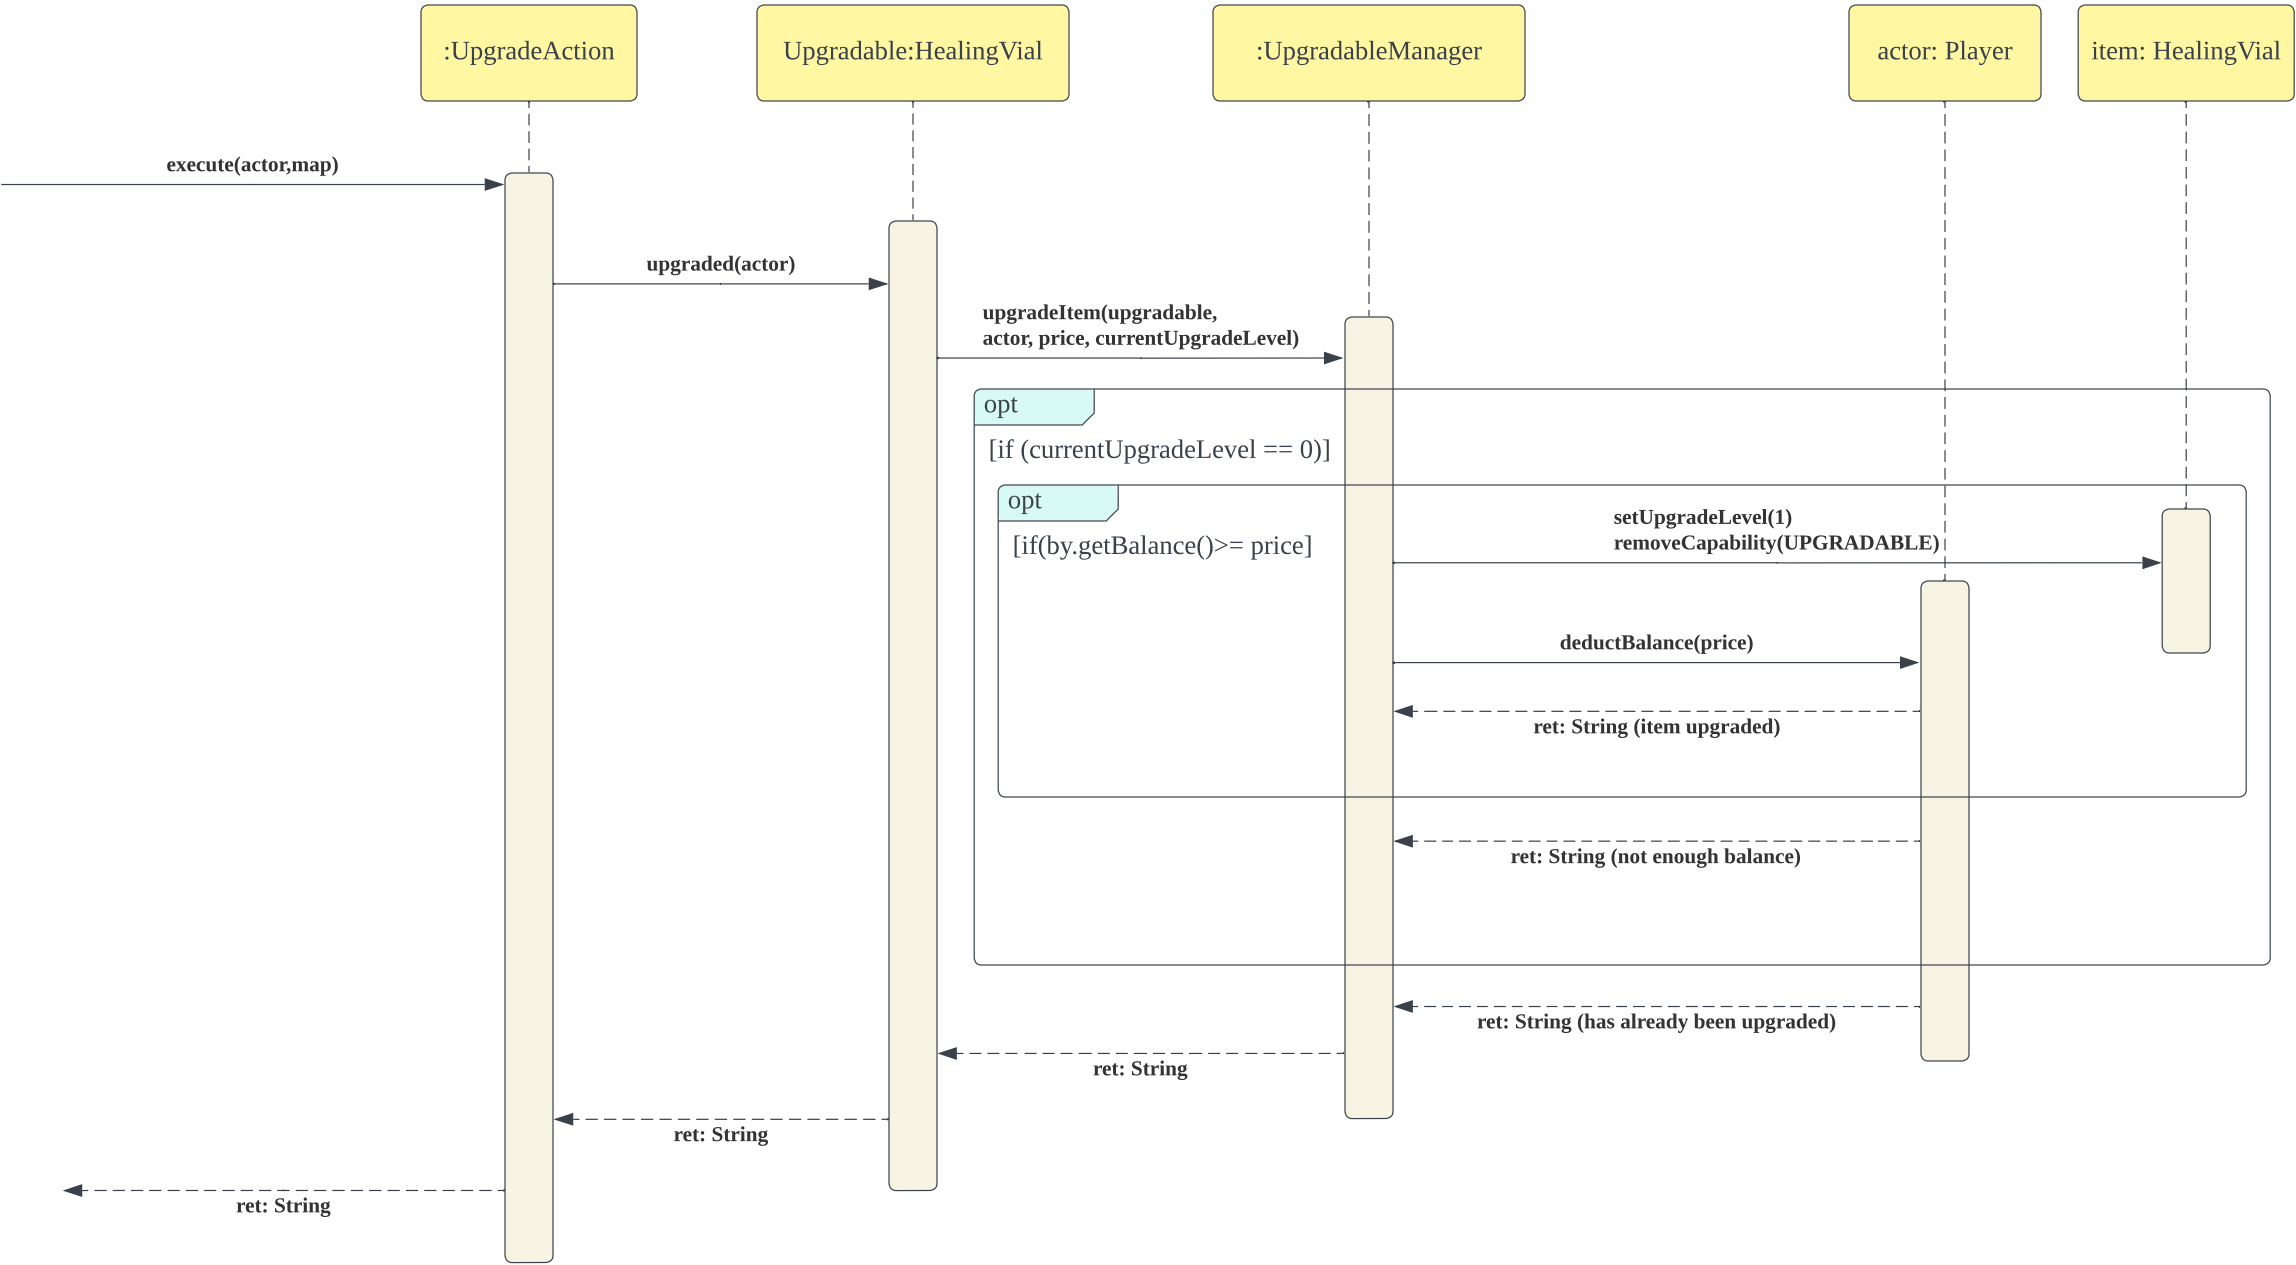 :UpgradeAction
Upgradable:HealingVial
:UpgradableManager
actor: Player
item: HealingVial
execute(actor,map)
upgraded(actor)
upgradeItem(upgradable,
actor, price, currentUpgradeLevel)
opt
[if (currentUpgradeLevel == 0)]
opt
[if(by.getBalance()>= price]
setUpgradeLevel(1)
removeCapability(UPGRADABLE)
deductBalance(price)
ret: String (item upgraded)
ret: String (not enough balance)
ret: String (has already been upgraded)
ret: String
ret: String
ret: String